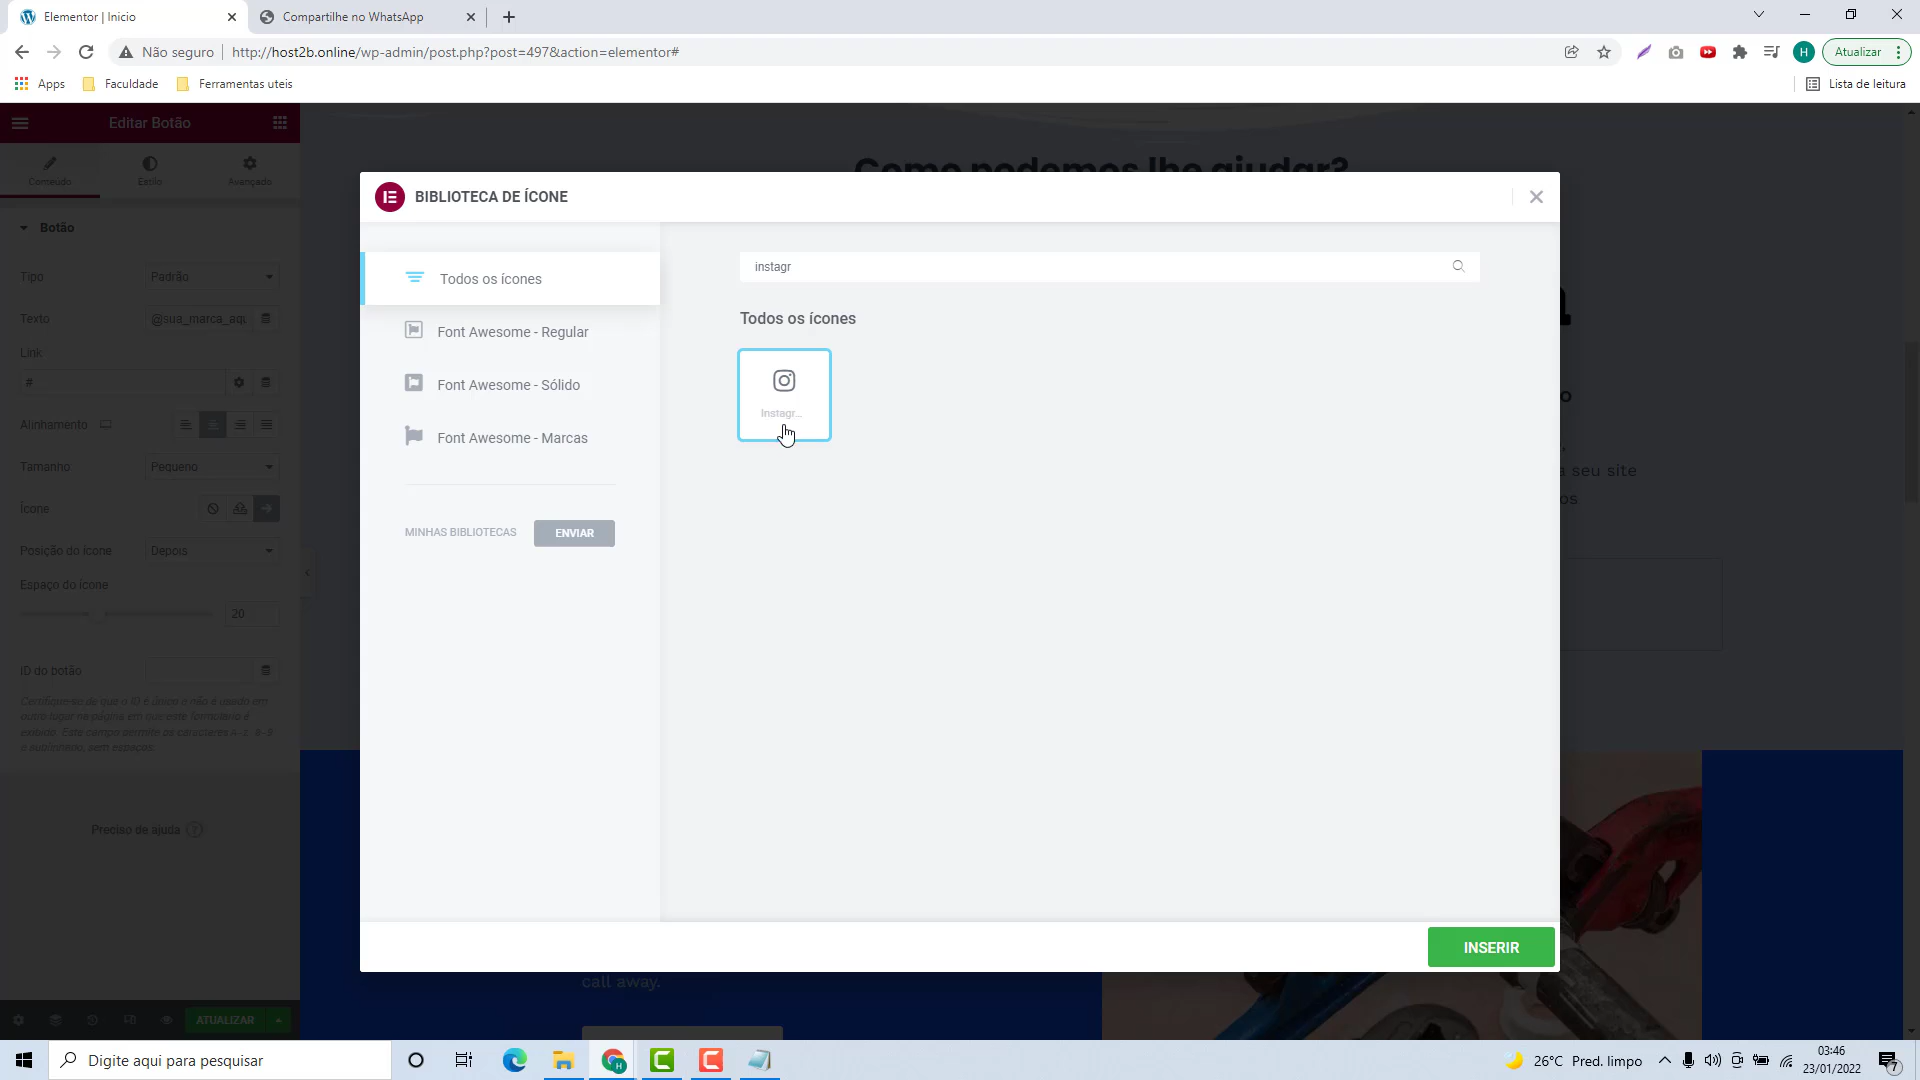 Elementor | Inicio
Compartilhe no WhatsApp
Não seguro
http://host2b.online/wp-admin/post.php?post=497&action=elementor#
H
Atualizar
Apps
Faculdade
Ferramentas uteis
Lista de leitura
Editar Botão
Conteúdo
Estilo
Avançado
Botão
Tipo
Padrão
Texto
@sua_marca_aqu
Link
#
Alinhamento
Tamanho
Pequeno
Ícone
Posição do ícone
Depois
Espaço do ícone
20
ID do botão
Certifique-se de que o ID é único e não é usado em
outro lugar na página em que este formulário é
exibido. Este campo permite os caracteres A-z, 0-9
e sublinhado, sem espaços.
Preciso de ajuda
ATUALIZAR
Como podemos lhe ajudar?
BIBLIOTECA DE ÍCONE
Todos os ícones
Font Awesome - Regular
Font Awesome - Sólido
Font Awesome - Marcas
MINHAS BIBLIOTECAS
ENVIAR
instagr
Todos os ícones
Instagr...
INSERIR
a seu site
os
call away.
Digite aqui para pesquisar
26°C Pred. limpo
03:46
23/01/2022
7